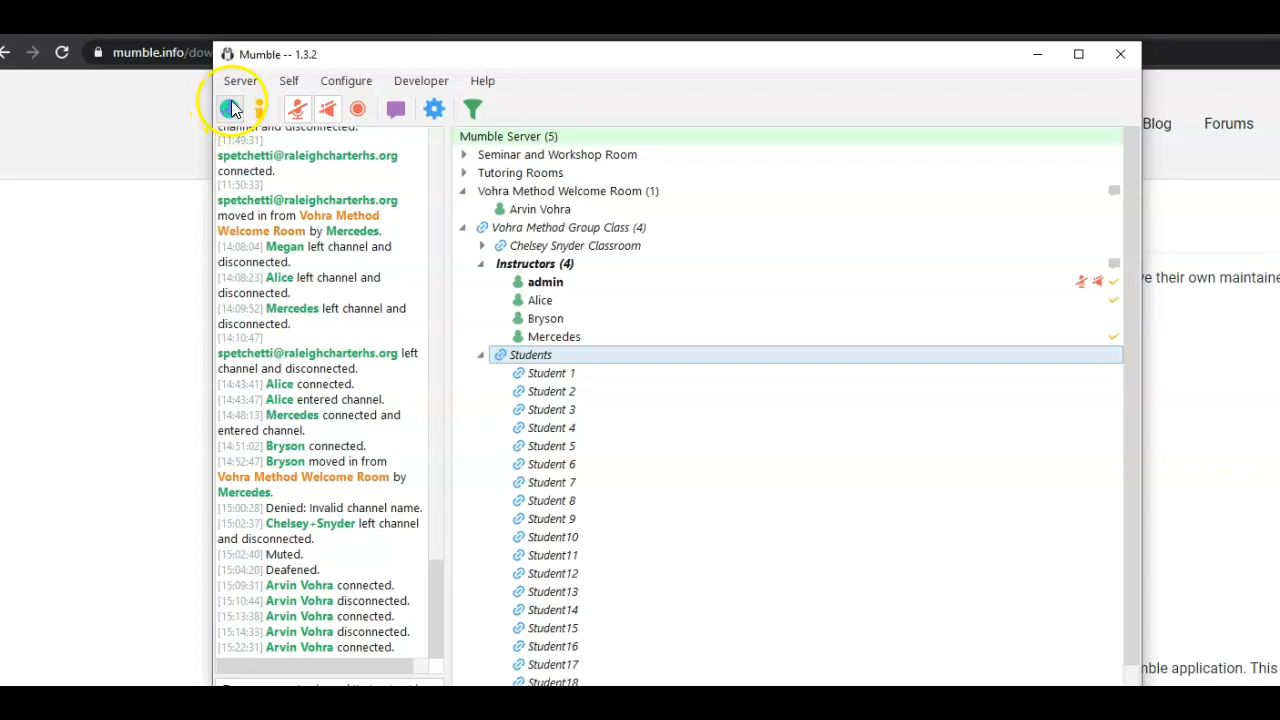 mumble.info/dow
Mumble -- 1.3.2
Server Self Configure Developer Help
Blog Forums
channel and disconnected.
[11:49:31]
spetchetti@raleighcharterhs.org
connected.
[11:50:33]
spetchetti@raleighcharterhs.org
moved in from Vohra Method
Welcome Room by Mercedes.
[14:08:04] Megan left channel and
disconnected.
[14:08:23] Alice left channel and
disconnected.
[14:09:52] Mercedes left channel and
disconnected.
[14:10:47]
spetchetti@raleighcharterhs.org left
channel and disconnected.
[14:43:41] Alice connected.
[14:43:47] Alice entered channel.
[14:48:13] Mercedes connected and
entered channel.
[14:51:02] Bryson connected.
[14:52:47] Bryson moved in from
Vohra Method Welcome Room by
Mercedes.
[15:00:28] Denied: Invalid channel name.
[15:02:37] Chelsey+Snyder left channel
and disconnected.
[15:02:40] Muted.
[15:04:20] Deafened.
[15:09:31] Arvin Vohra connected.
[15:10:44] Arvin Vohra disconnected.
[15:13:38] Arvin Vohra connected.
[15:14:33] Arvin Vohra disconnected.
[15:22:31] Arvin Vohra connected.
Mumble Server (5)
Seminar and Workshop Room
Tutoring Rooms
Vohra Method Welcome Room (1)
Arvin Vohra
Vohra Method Group Class (4)
Chelsey Snyder Classroom
Instructors (4)
admin
Alice
Bryson
Mercedes
Students
Student 1
Student 2
Student 3
Student 4
Student 5
Student 6
Student 7
Student 8
Student 9
Student10
Student11
Student12
Student13
Student14
Student15
Student16
Student17
Student18
ve their own maintaine
mble application. This